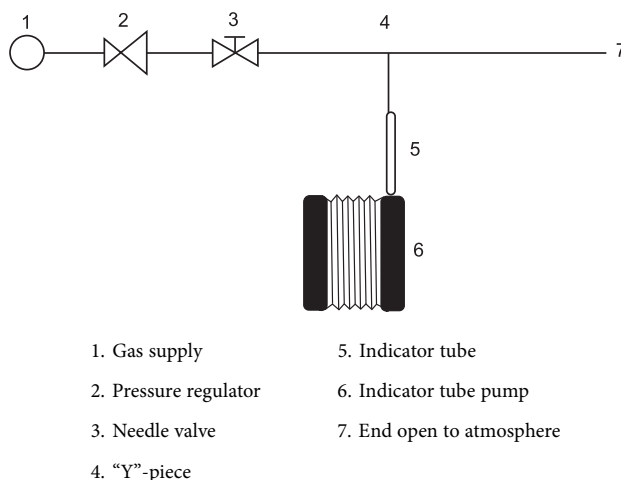 1
2
3
4
7
5
6
1. Gas supply
2. Pressure regulator
3. Needle valve
4. “Y”-piece
5. Indicator tube
6. Indicator tube pump
7. End open to atmosphere